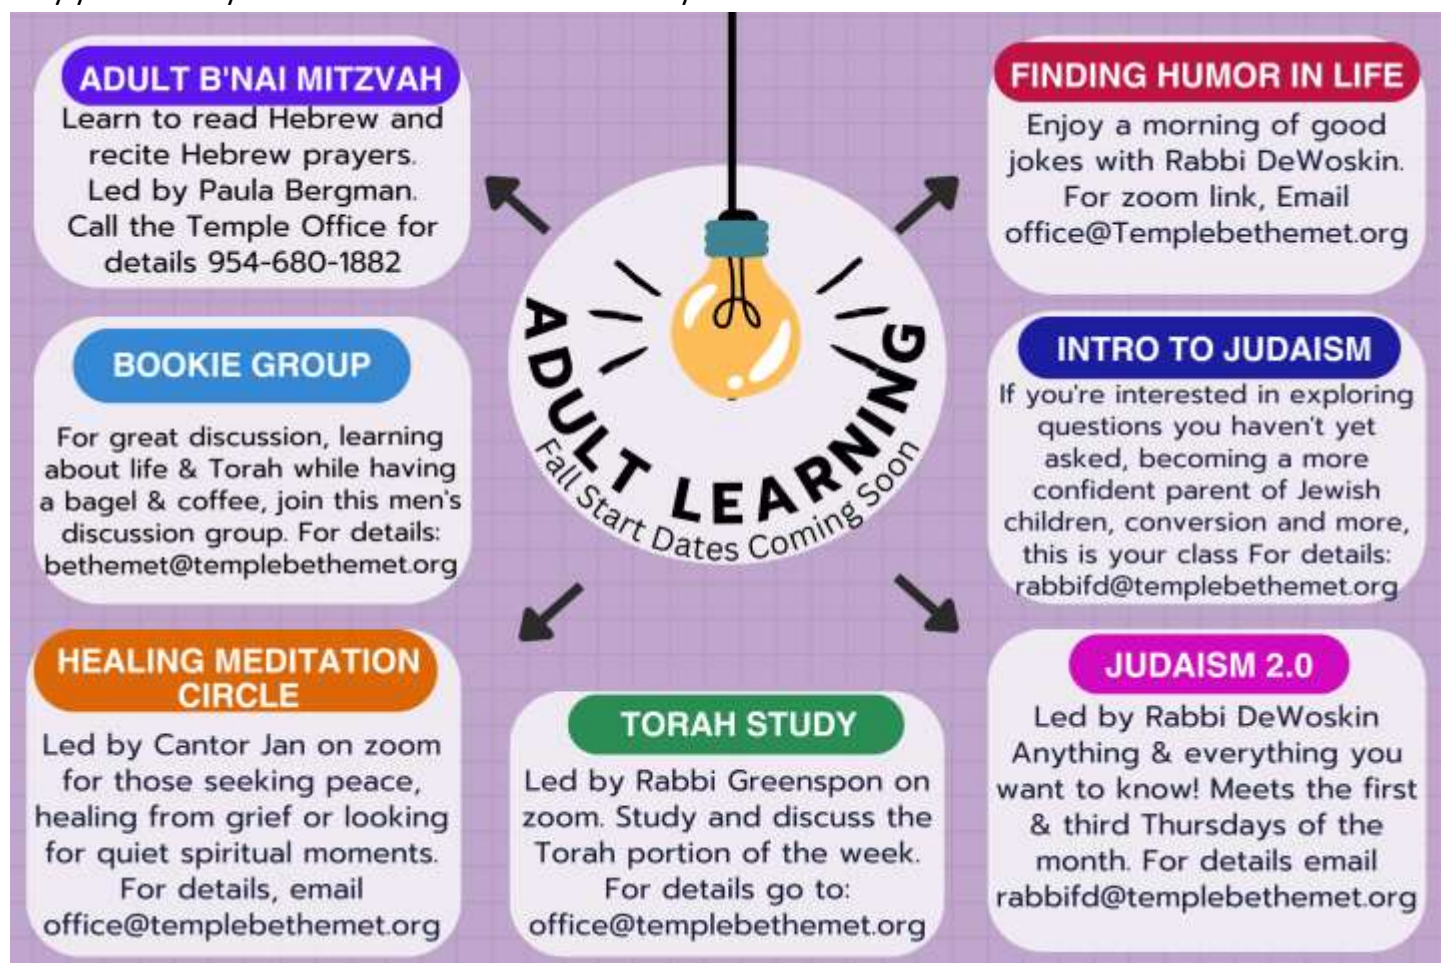 ADULT B'NAI MITZVAH
Learn to read Hebrew and
recite Hebrew prayers.
Led by Paula Bergman.
Call the Temple Office for
details 954-680-1882
BOOKIE GROUP
For great discussion, learning
about life & Torah while having
a bagel & coffee, join this men's
discussion group. For details:
bethemet@templebethemet.org
HEALING MEDITATION
CIRCLE
Led by Cantor Jan on zoom
for those seeking peace,
healing from grief or looking
for quiet spiritual moments.
For details, email
office@templebethemet.org
ADULT LEARNING
Fall Start Dates Coming Soon
TORAH STUDY
Led by Rabbi Greenspon on
zoom. Study and discuss the
Torah portion of the week.
For details go to:
office@templebethemet.org
FINDING HUMOR IN LIFE
Enjoy a morning of good
jokes with Rabbi DeWoskin.
For zoom link, Email
office@Templebethemet.org
INTRO TO JUDAISM
If you're interested in exploring
questions you haven't yet
asked, becoming a more
confident parent of Jewish
children, conversion and more,
this is your class For details:
rabbifd@templebethemet.org
JUDAISM 2.0
Led by Rabbi DeWoskin
Anything & everything you
want to know! Meets the first
& third Thursdays of the
month. For details email
rabbifd@templebethemet.org